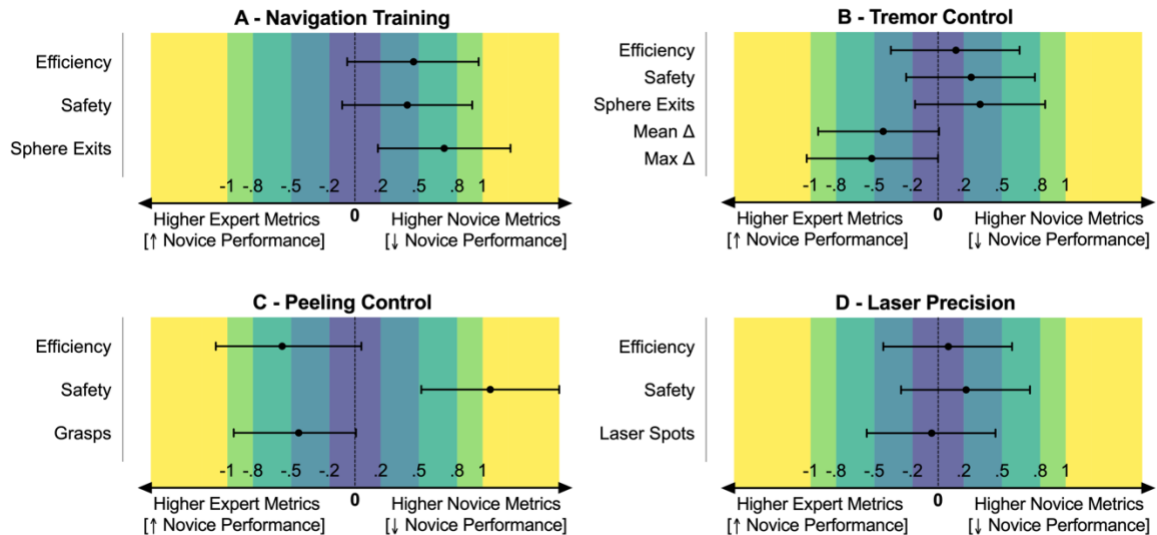 A - Navigation Training
Efficiency
Safety
Sphere Exits
-1 -.8 -.5 -.2 .2 .5 .8 1
0
Higher Expert Metrics Higher Novice Metrics
[↑ Novice Performance] [↓ Novice Performance]
B - Tremor Control
Efficiency
Safety
Sphere Exits
Mean Δ
Max Δ
-1 -.8 -.5 -.2 .2 .5 .8 1
0
Higher Expert Metrics Higher Novice Metrics
[↑ Novice Performance] [↓ Novice Performance]
C - Peeling Control
Efficiency
Safety
Grasps
-1 -.8 -.5 -.2 .2 .5 .8 1
0
Higher Expert Metrics Higher Novice Metrics
[↑ Novice Performance] [↓ Novice Performance]
D - Laser Precision
Efficiency
Safety
Laser Spots
-1 -.8 -.5 -.2 .2 .5 .8 1
0
Higher Expert Metrics Higher Novice Metrics
[↑ Novice Performance] [↓ Novice Performance]